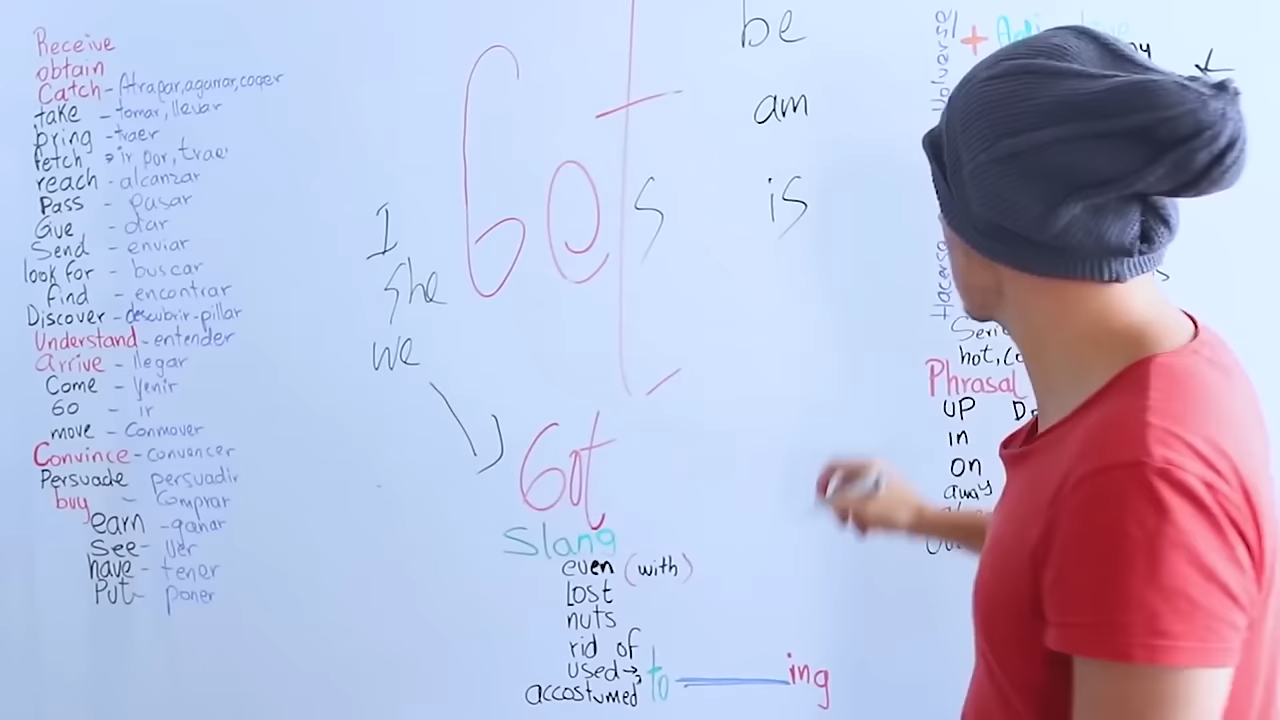 Receive
obtain
Catch - Atrapar, agarrar, coger
take - tomar, llevar
bring - traer
fetch → ir por, traer
reach - alcanzar
Pass - pasar
Give - dar
Send - enviar
look for - buscar
find - encontrar
Discover - descubrir - pillar
Understand - entender
Arrive - llegar
Come - venir
Go - ir
move - Conmover
Convince - convencer
Persuade persuadir
buy - Comprar
earn - ganar
see - ver
have - tener
Put - poner
Get
s
I
she
we
Got
Slang
even (with)
Lost
nuts
rid of
used → to ing
accostumed
be
am
is
Volverse
+
Hacerse
hot,
Phrasal
UP
in
on
away